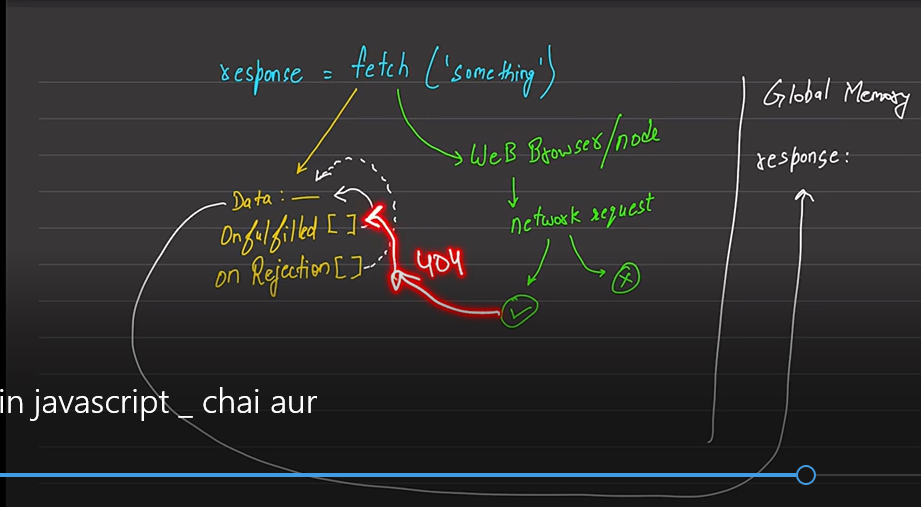 response = fetch ('something')
Global Memory
response:
Web Browser/node
network request
Data: —
Onfulfilled [ ]
on Rejection [ ]
404
in javascript _ chai aur